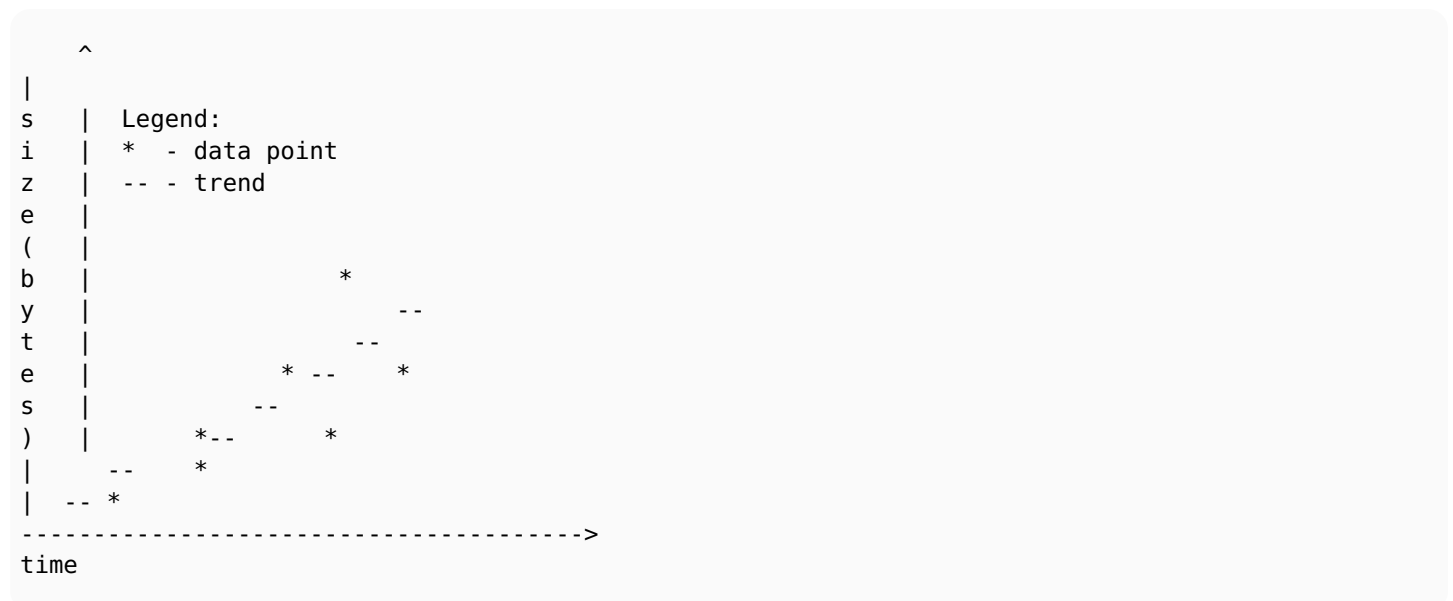 ^
|
s   |  Legend:
i   |  *  - data point
z   |  -- - trend
e   |
(   |
b   |                 *
y   |                     --
t   |                  --
e   |             * --    *
s   |           --
)   |       *--      *
|     --    *
|  -- *
--------------------------------------->
time